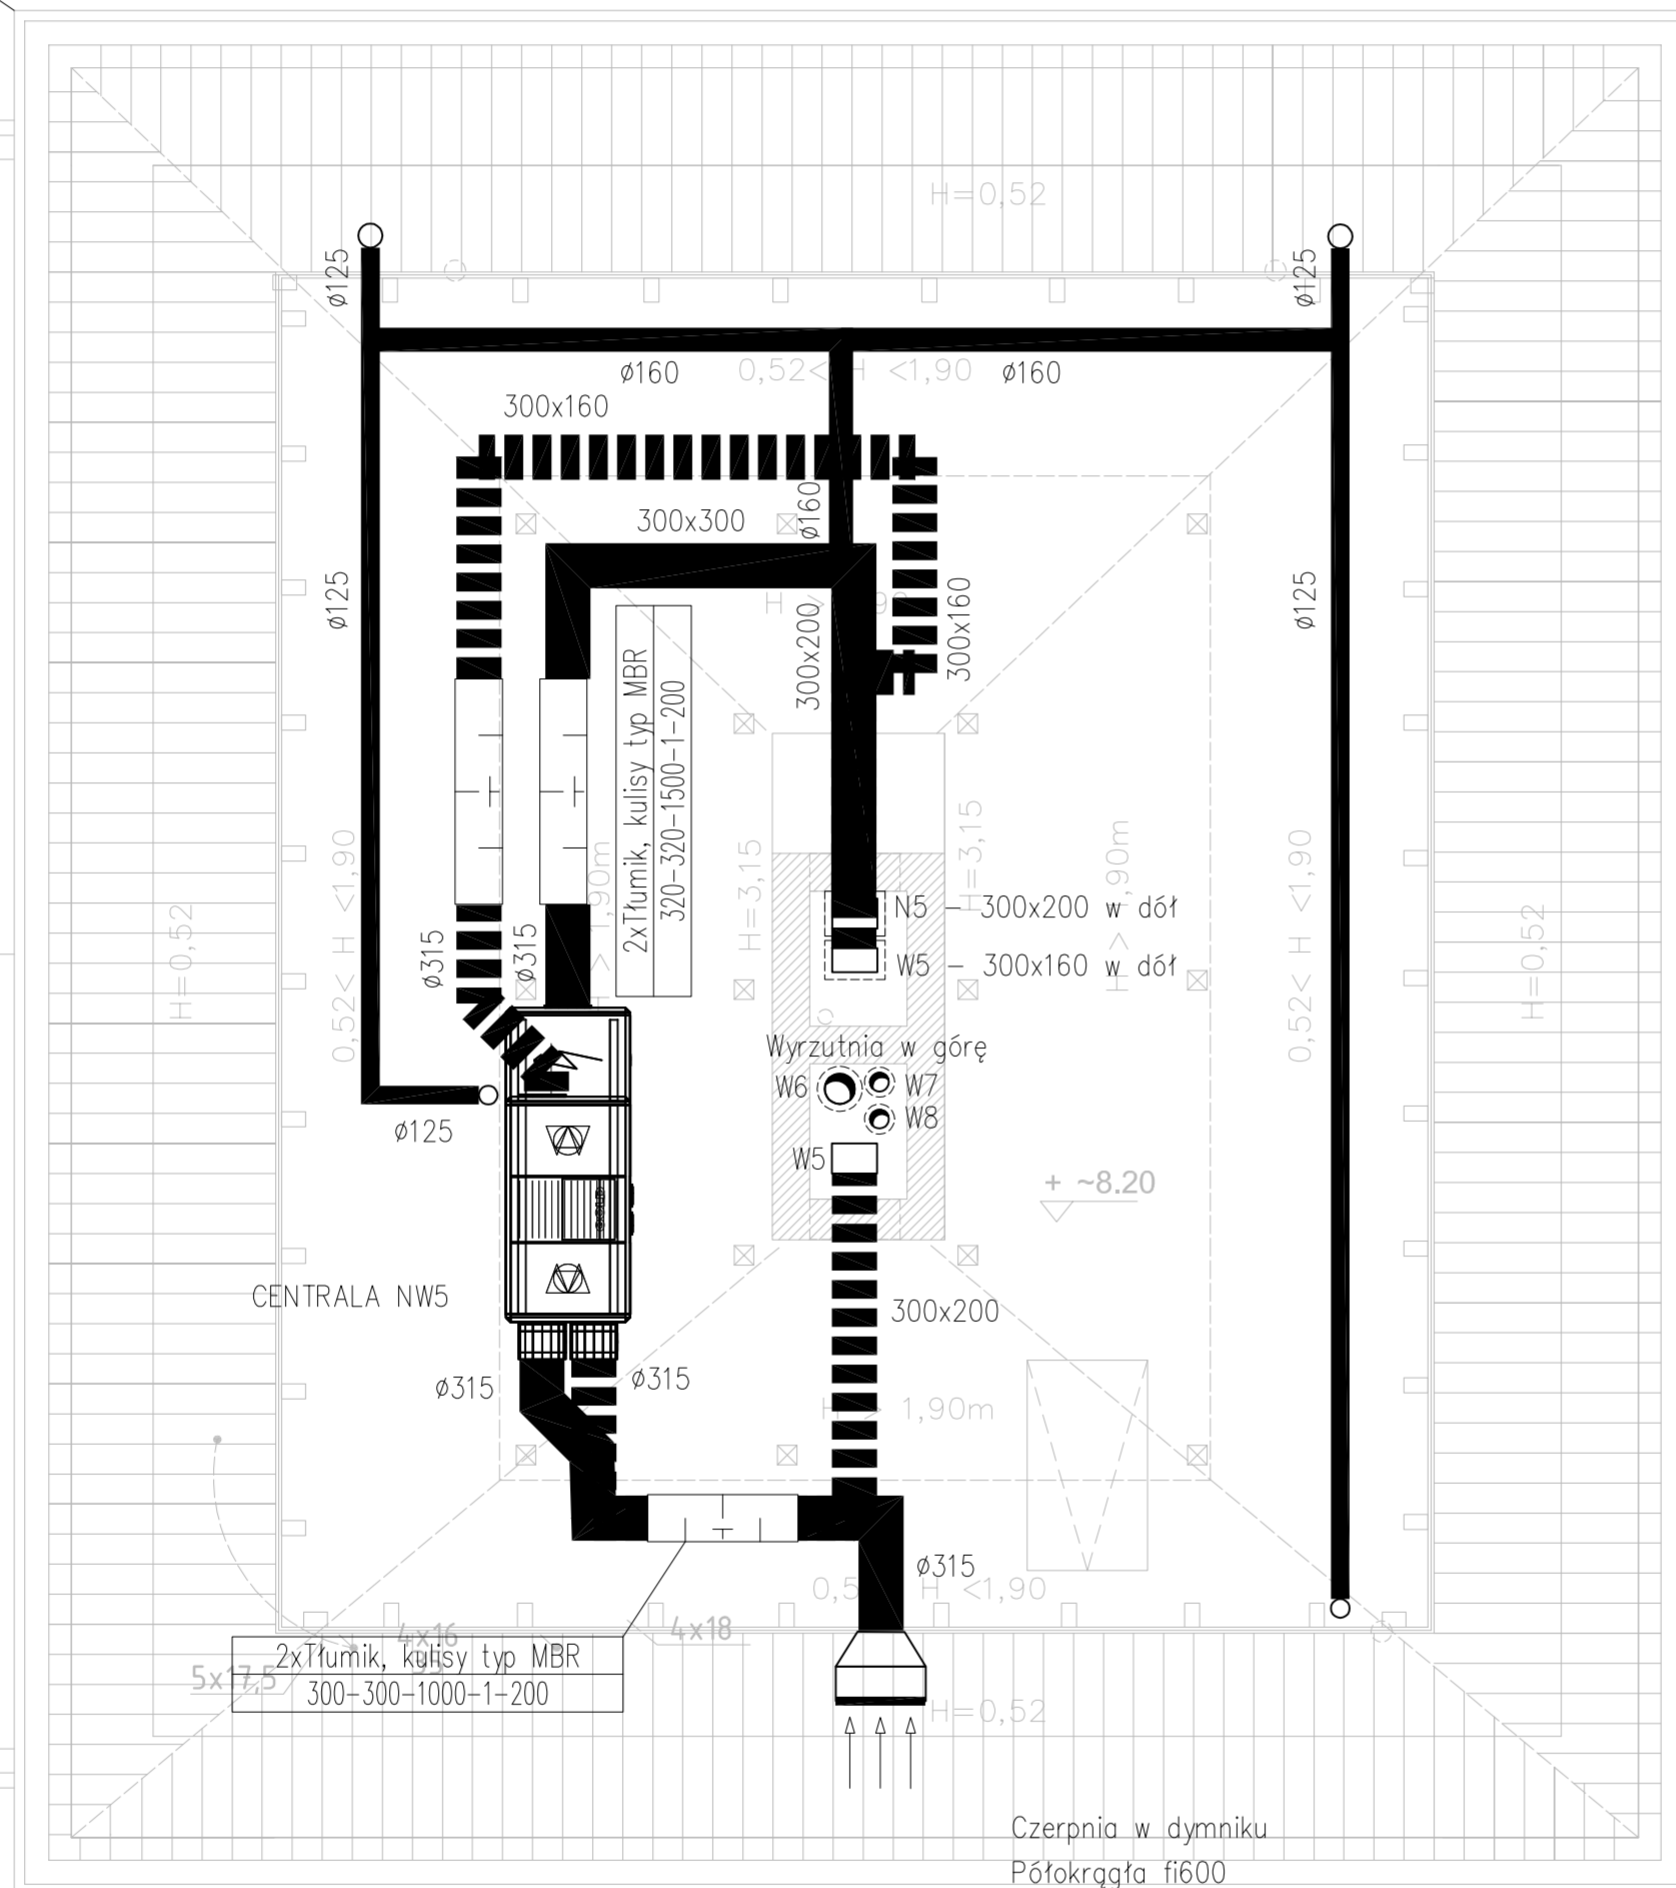 H=0,52
ø125
ø125
ø160
0,52< H <1,90
ø160
300x160
ø160
300x300
ø125
300x200
300x160
ø125
2xTłumik, kulisy typ MBR
320-320-1500-1-200
H=3,15
H=3,15
H > 1,90m
0,52< H <1,90
0,52< H <1,90
H=0,52
H=0,52
N5 - 300x200 w dół
W5 - 300x160 w dół
ø315
ø315
Wyrzutnia w górę
W6
W7
W8
ø125
W5
+ ~8.20
CENTRALA NW5
300x200
ø315
ø315
H > 1,90m
ø315
4x18
4x16
2xTłumik, kulisy typ MBR
5x17,5
300-300-1000-1-200
H=0,52
Czerpnia w dymniku
Półokrągła fi600